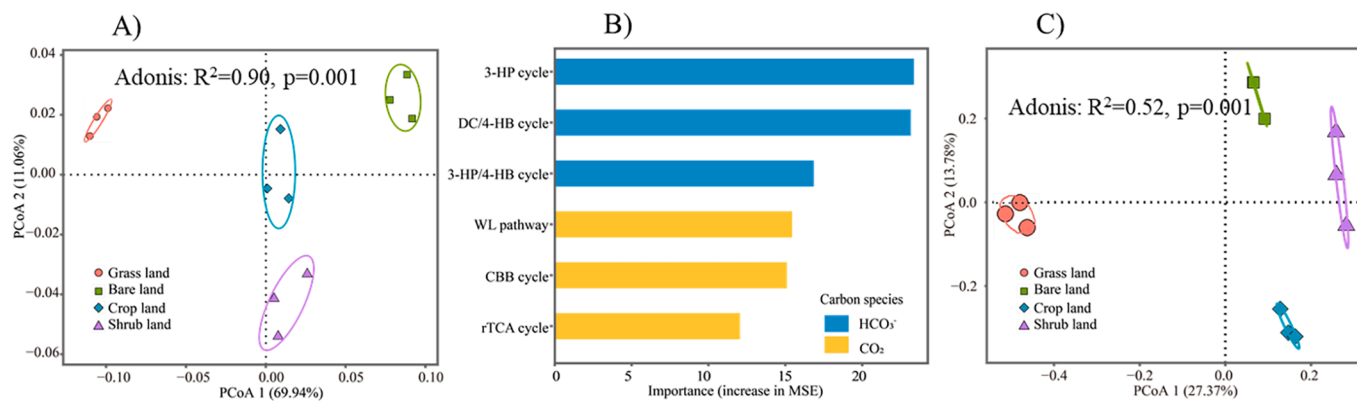 A)
Adonis: R²=0.90, p=0.001
0.04
0.02
0.00
−0.02
−0.04
−0.06
PCoA 2 (11.06%)
Grass land
Bare land
Crop land
Shrub land
−0.10
−0.05
0.00
0.05
0.10
PCoA 1 (69.94%)
B)
3-HP cycle
DC/4-HB cycle
3-HP/4-HB cycle
WL pathway
CBB cycle
rTCA cycle
Carbon species
HCO₃⁻
CO₂
0
5
10
15
20
Importance (increase in MSE)
C)
Adonis: R²=0.52, p=0.001
0.2
0.0
−0.2
PCoA 2 (13.78%)
Grass land
Bare land
Crop land
Shrub land
−0.4
−0.2
0.0
0.2
PCoA 1 (27.37%)